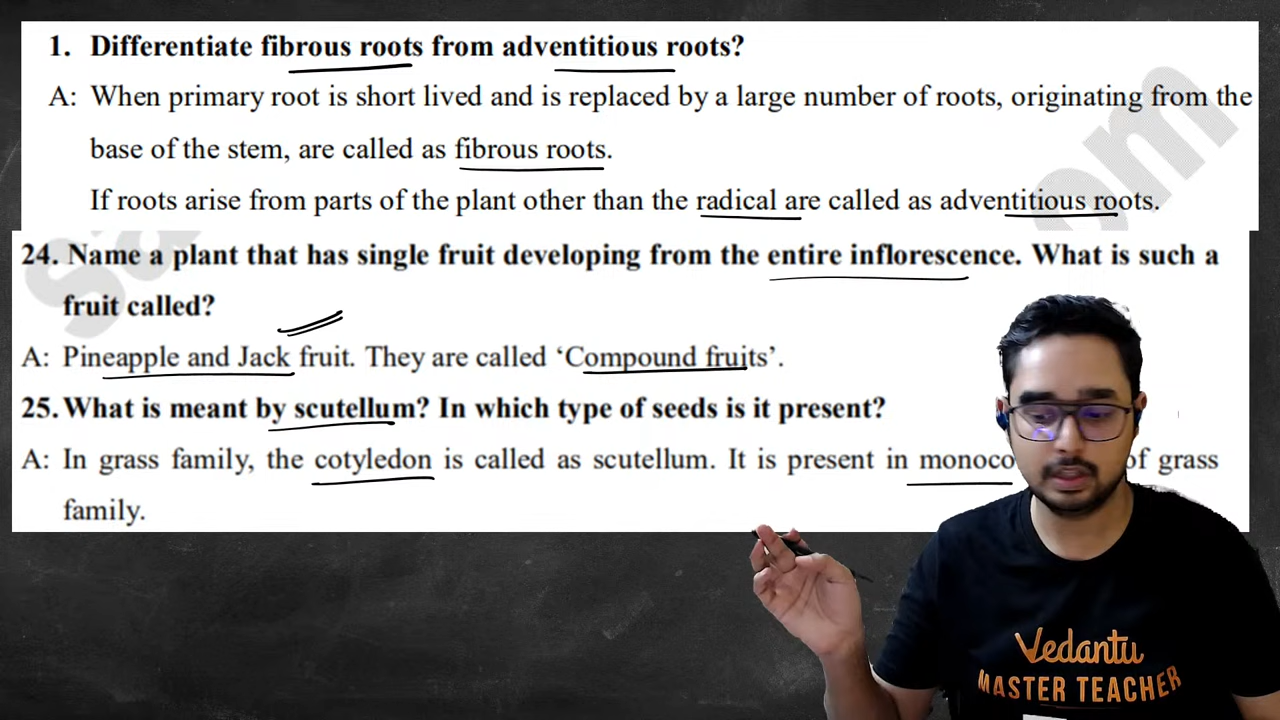 1. Differentiate fibrous roots from adventitious roots?
A: When primary root is short lived and is replaced by a large number of roots, originating from the
base of the stem, are called as fibrous roots.
If roots arise from parts of the plant other than the radical are called as adventitious roots.
24. Name a plant that has single fruit developing from the entire inflorescence. What is such a
fruit called?
A: Pineapple and Jack fruit. They are called ‘Compound fruits’.
25. What is meant by scutellum? In which type of seeds is it present?
A: In grass family, the cotyledon is called as scutellum. It is present in of grass
family.
Vedantu
MASTER TEACHER